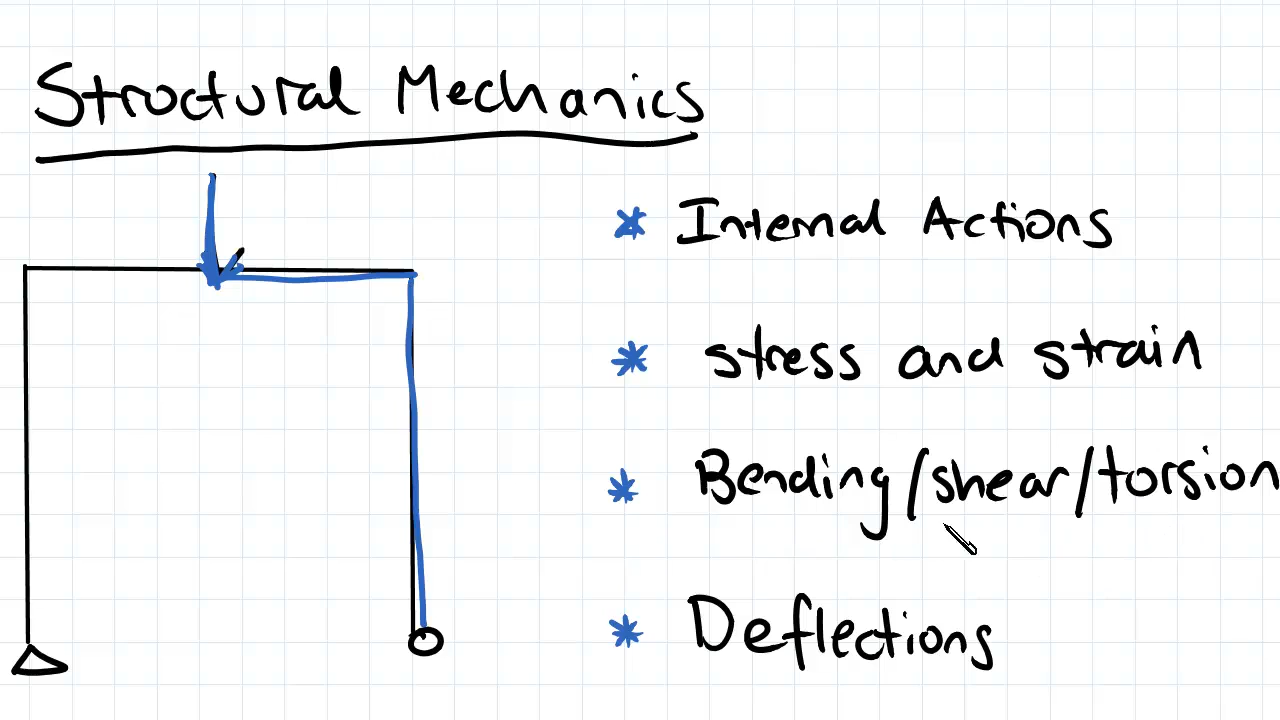 Structural Mechanics
* Internal Actions
* stress and strain
* Bending/shear/torsion
* Deflections